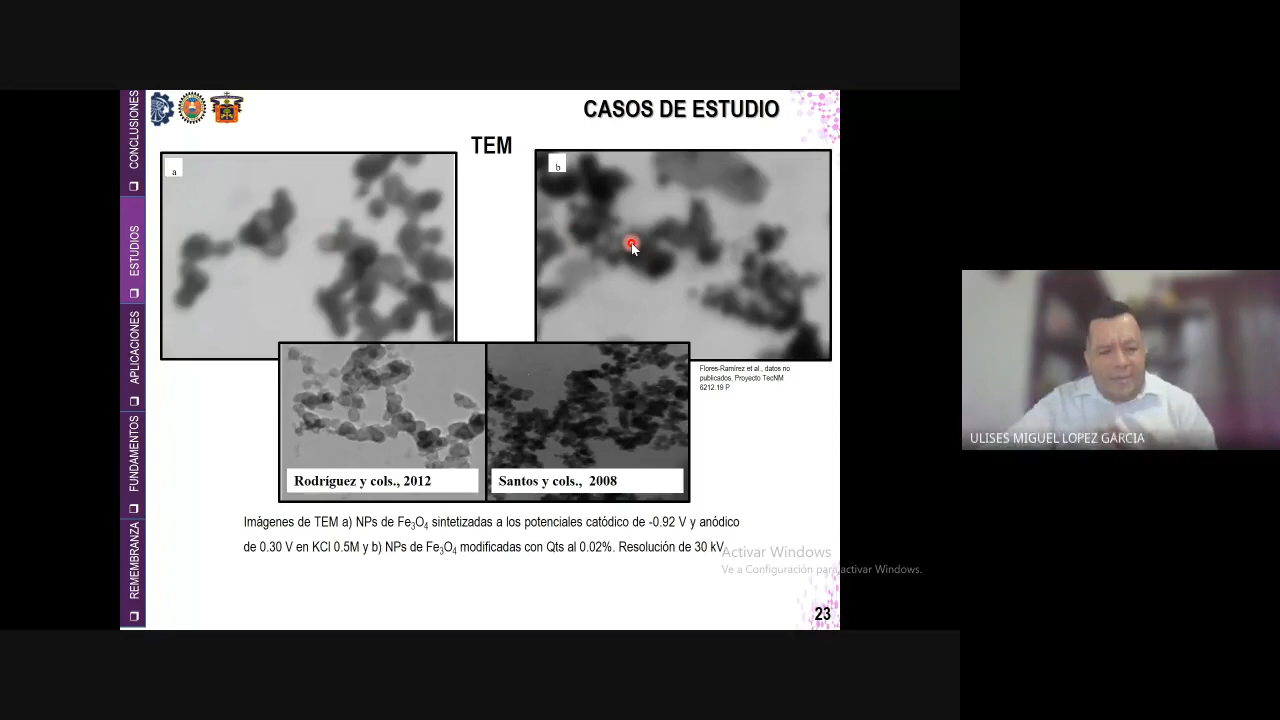 CASOS DE ESTUDIO
TEM
a
b
CONCLUSIONES
ESTUDIOS
APLICACIONES
FUNDAMENTOS
REMEMBRANZA
Flores-Ramírez et al., datos no
publicados. Proyecto TecNM
6212.19 P
Rodríguez y cols., 2012
Santos y cols., 2008
Imágenes de TEM a) NPs de Fe₃O₄ sintetizadas a los potenciales catódico de -0.92 V y anódico
de 0.30 V en KCl 0.5M y b) NPs de Fe₃O₄ modificadas con Qts al 0.02%. Resolución de 30 kV.
Activar Windows
Ve a Configuración para activar Windows.
23
ULISES MIGUEL LOPEZ GARCIA